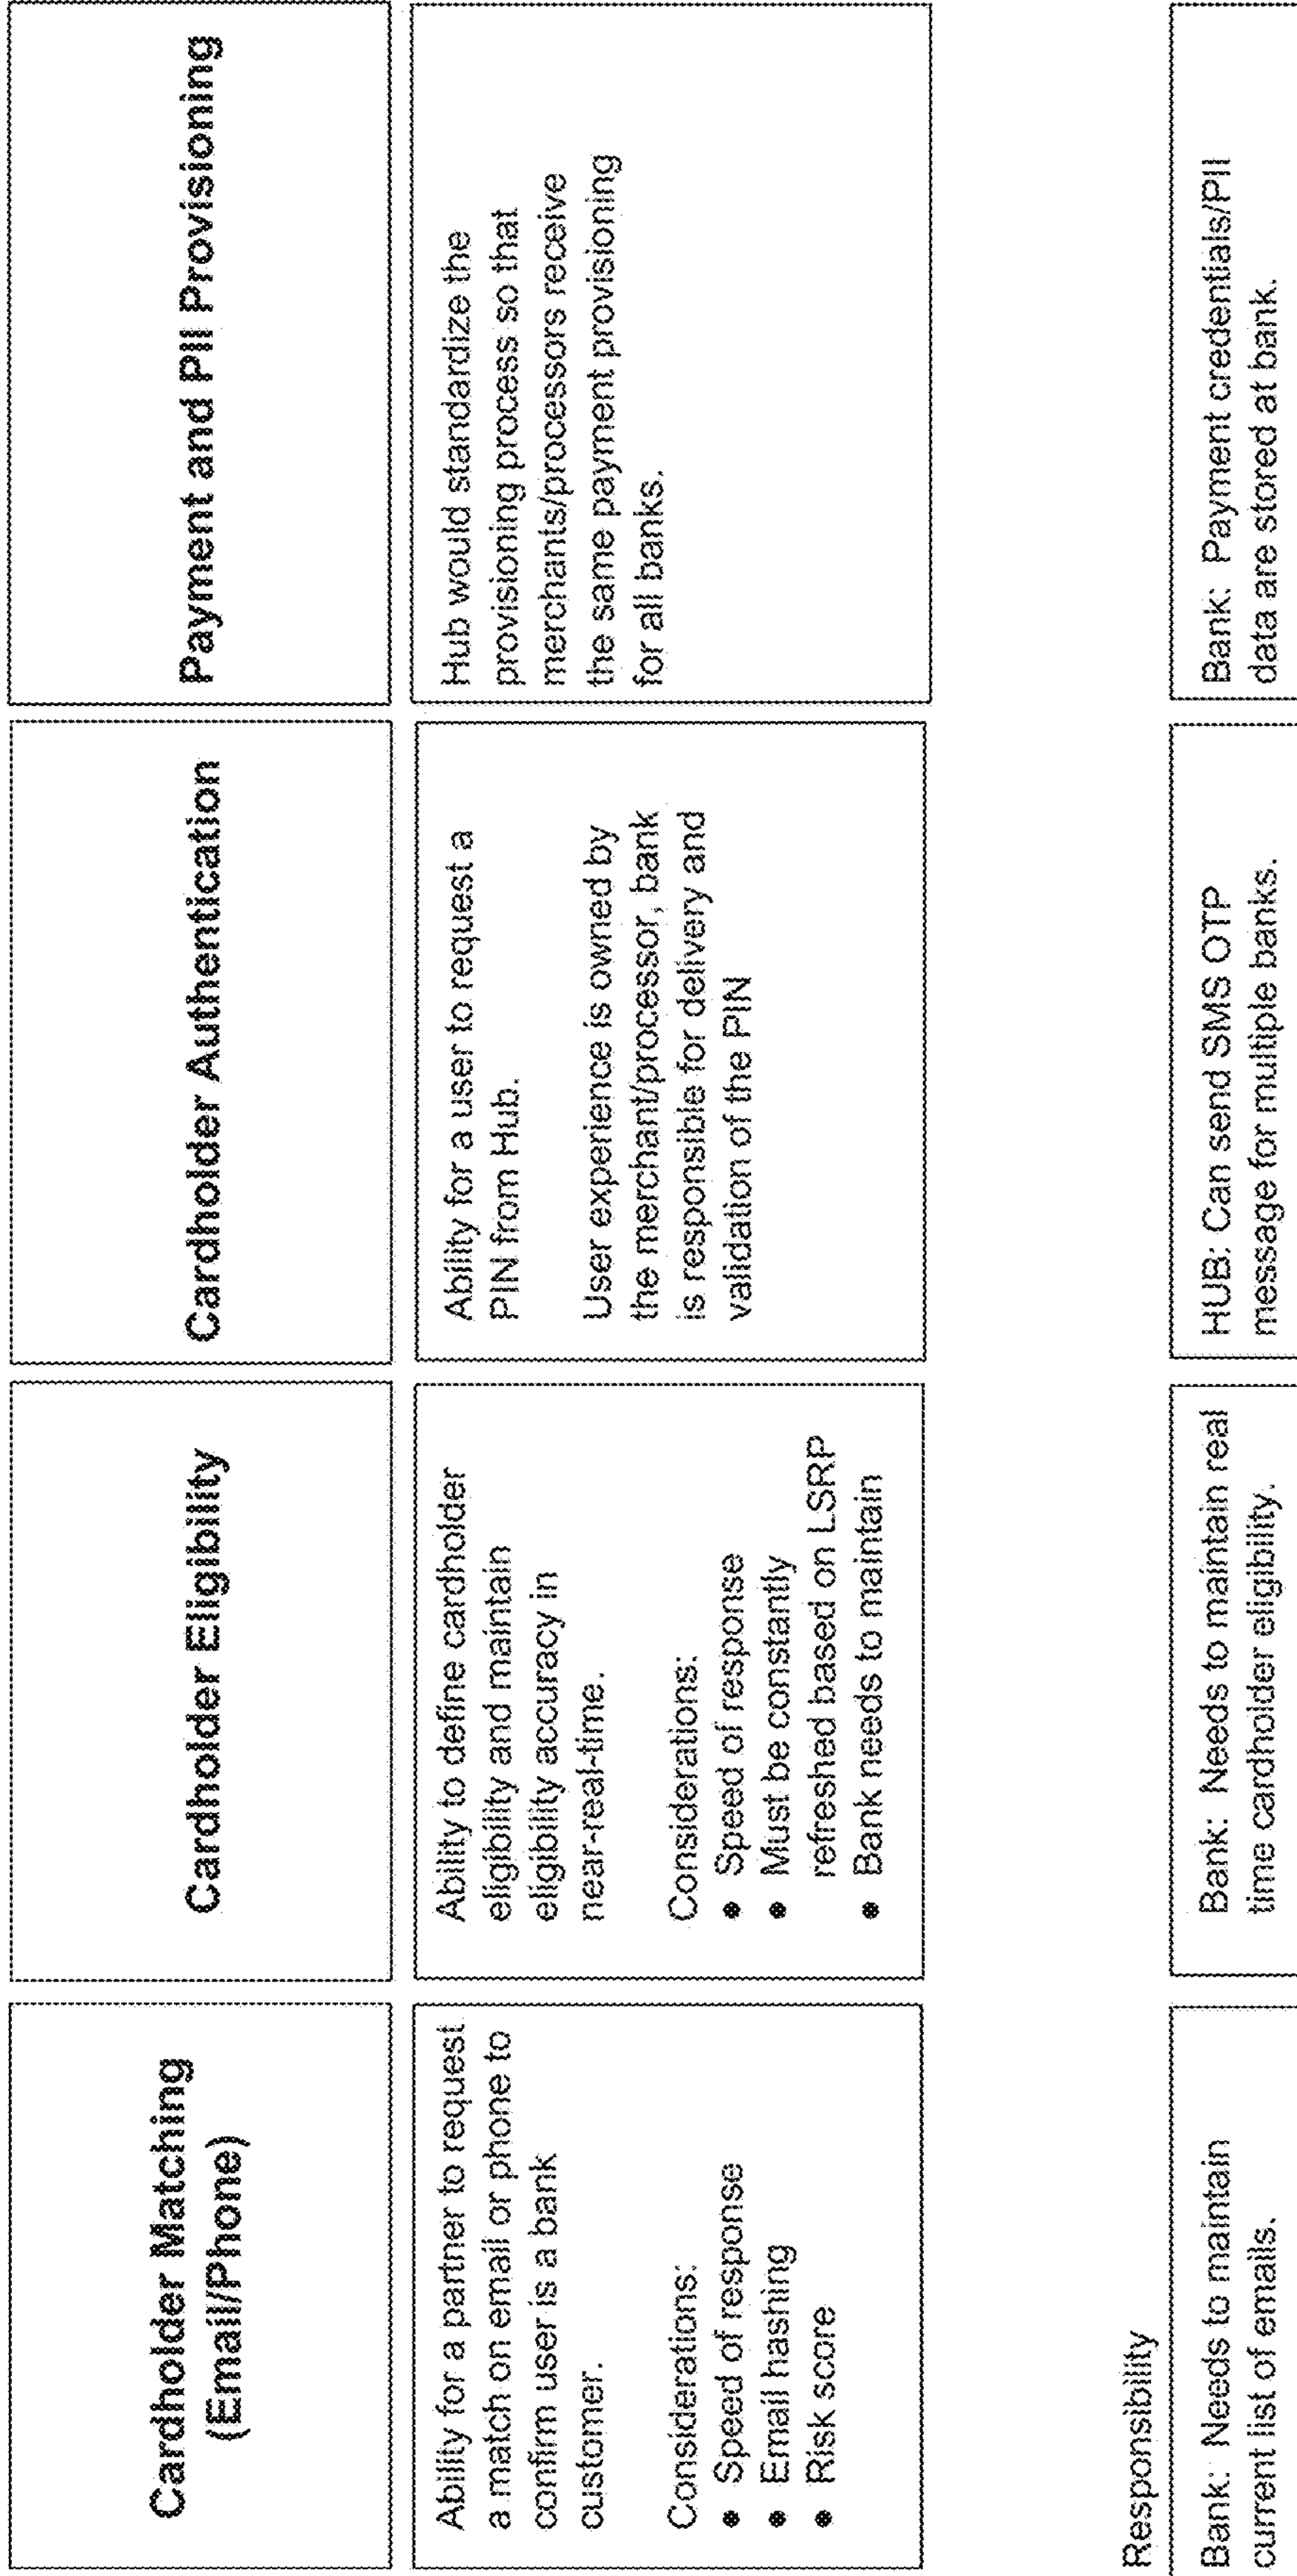 Cardholder Matching
(Email/Phone)
Cardholder Eligibility
Cardholder Authentication
Payment and PII Provisioning
Ability for a partner to request
a match on email or phone to
confirm user is a bank
customer.
Considerations:
• Speed of response
• Email hashing
• Risk score
Ability to define cardholder
eligibility and maintain
eligibility accuracy in
near-real-time.
Considerations:
• Speed of response
• Must be constantly
refreshed based on LSRP
• Bank needs to maintain
Ability for a user to request a
PIN from Hub.
User experience is owned by
the merchant/processor, bank
is responsible for delivery and
validation of the PIN
Hub would standardize the
provisioning process so that
merchants/processors receive
the same payment provisioning
for all banks.
Responsibility
Bank: Needs to maintain
current list of emails.
Bank: Needs to maintain real
time cardholder eligibility.
HUB: Can send SMS OTP
message for multiple banks.
Bank: Payment credentials/PII
data are stored at bank.